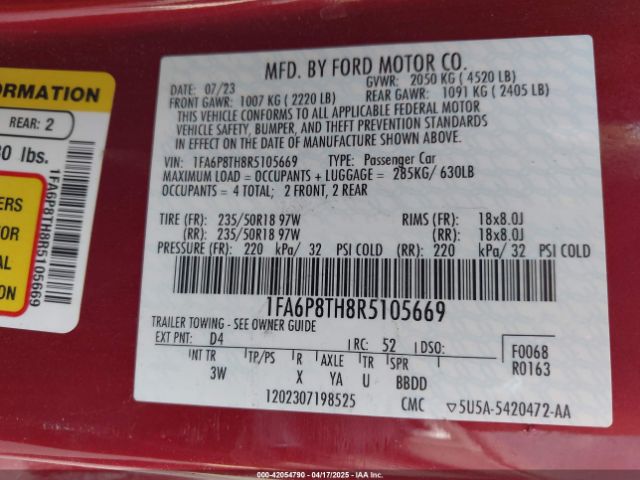 ORMATION
REAR: 2
0 lbs.
ERS
OR
AL
ION
1FA6P8TH8R5105669
MFD. BY FORD MOTOR CO.
DATE: 07/23 GVWR: 2050 KG ( 4520 LB)
FRONT GAWR: 1007 KG ( 2220 LB) REAR GAWR: 1091 KG ( 2405 LB)
THIS VEHICLE CONFORMS TO ALL APPLICABLE FEDERAL MOTOR
VEHICLE SAFETY, BUMPER, AND THEFT PREVENTION STANDARDS
IN EFFECT ON THE DATE OF MANUFACTURE SHOWN ABOVE.
VIN: 1FA6P8TH8R5105669 TYPE: Passenger Car
MAXIMUM LOAD = OCCUPANTS + LUGGAGE = 285KG/ 630LB
OCCUPANTS = 4 TOTAL; 2 FRONT, 2 REAR
TIRE (FR): 235/50R18 97W RIMS (FR): 18x8.0J
(RR): 235/50R18 97W (RR): 18x8.0J
PRESSURE (FR): 220 kPa/ 32 PSI COLD (RR): 220 kPa/ 32 PSI COLD
1FA6P8TH8R5105669
TRAILER TOWING - SEE OWNER GUIDE
EXT PNT: D4 RC: 52 DSO: F0068
INT TR TP/PS R AXLE TR SPR R0163
3W X YA U BBDD
1202307198525 CMC ▽5U5A-5420472-AA
000-42054790 - 04/17/2025 - IAAI.COM